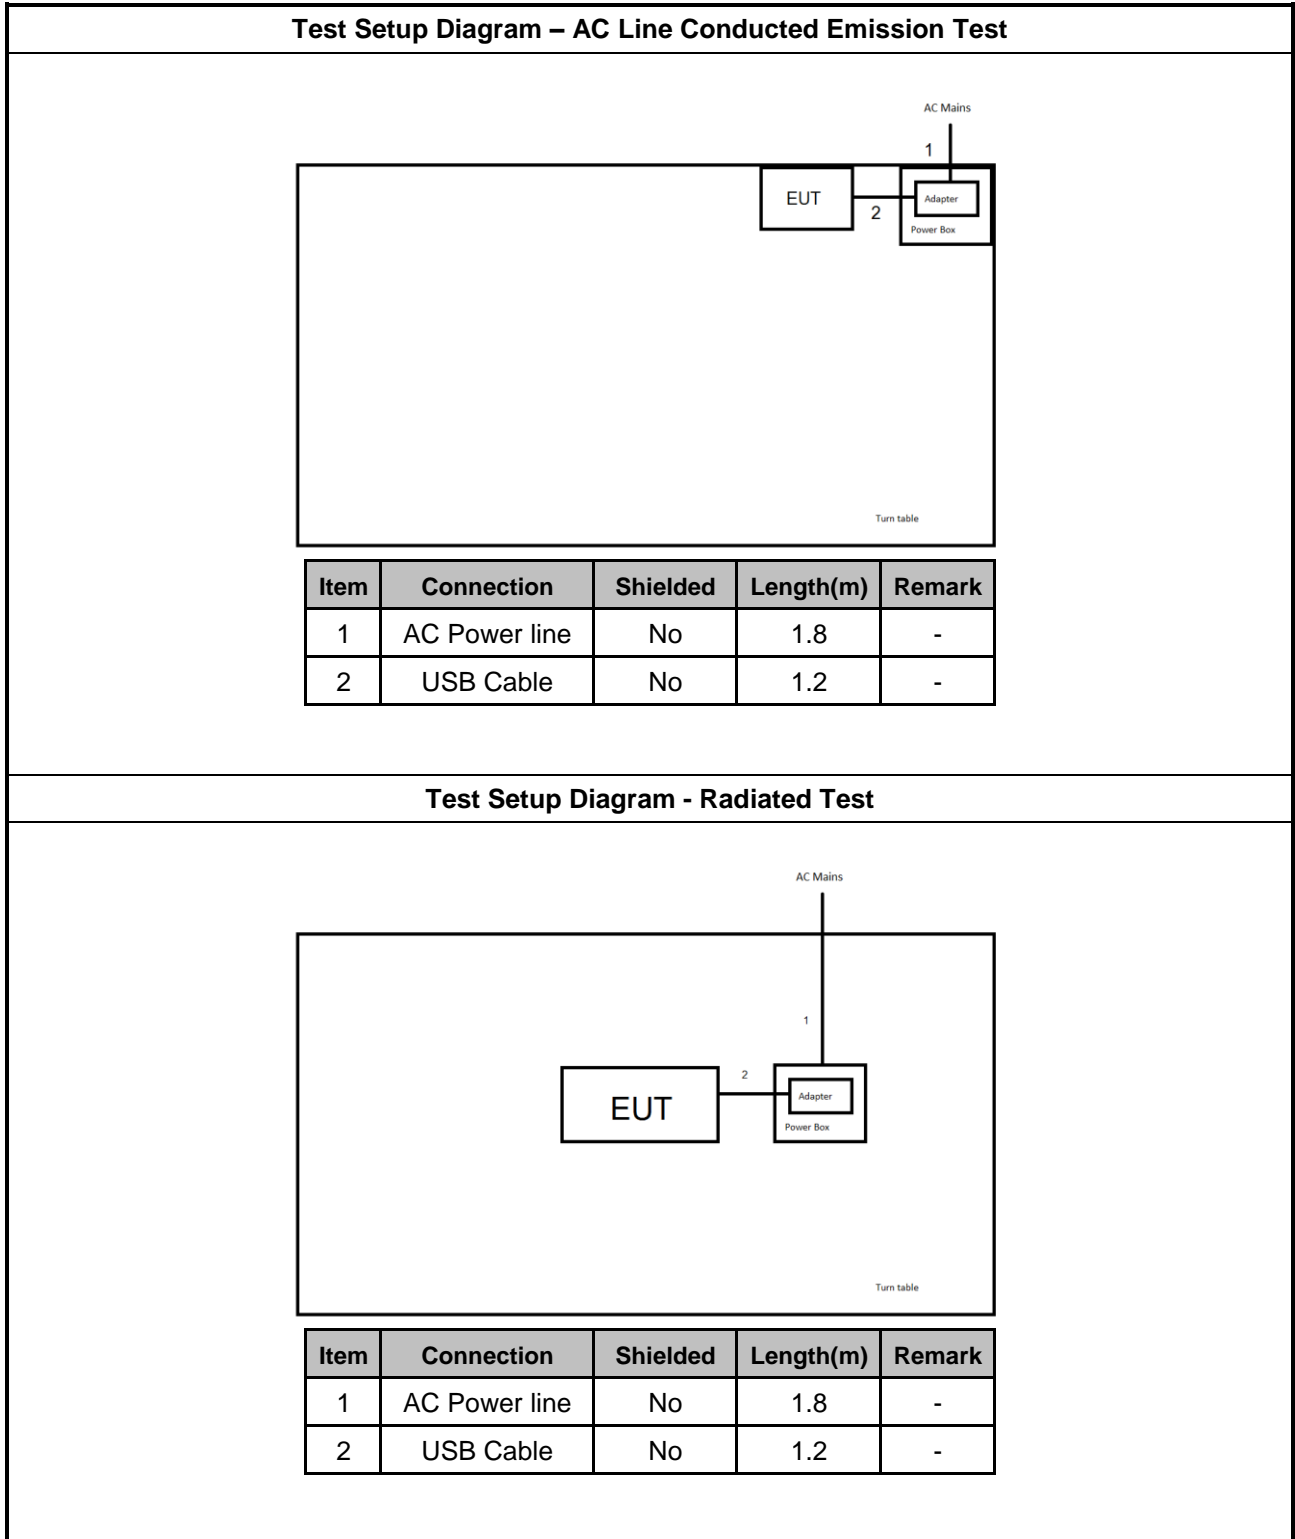 Test Setup Diagram – AC Line Conducted Emission Test
AC Mains
1
EUT
2
Adapter
Power Box
Turn table
Item Connection Shielded Length(m) Remark
1 AC Power line No 1.8 -
2 USB Cable No 1.2 -
Test Setup Diagram - Radiated Test
AC Mains
1
2
EUT
Adapter
Power Box
Turn table
Item Connection Shielded Length(m) Remark
1 AC Power line No 1.8 -
2 USB Cable No 1.2 -